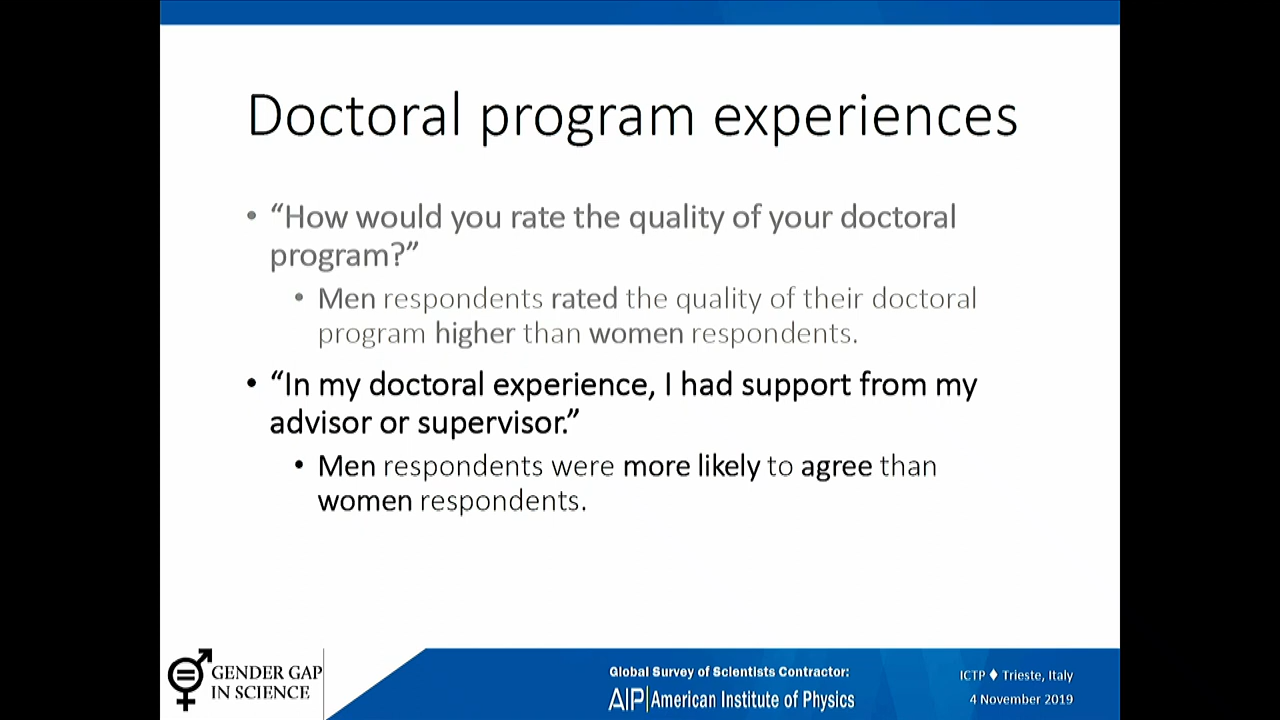 Doctoral program experiences
• “How would you rate the quality of your doctoral
program?”
• Men respondents rated the quality of their doctoral
program higher than women respondents.
• “In my doctoral experience, I had support from my
advisor or supervisor.”
• Men respondents were more likely to agree than
women respondents.
GENDER GAP
IN SCIENCE
Global Survey of Scientists Contractor:
AIP|American Institute of Physics
ICTP ♦ Trieste, Italy
4 November 2019